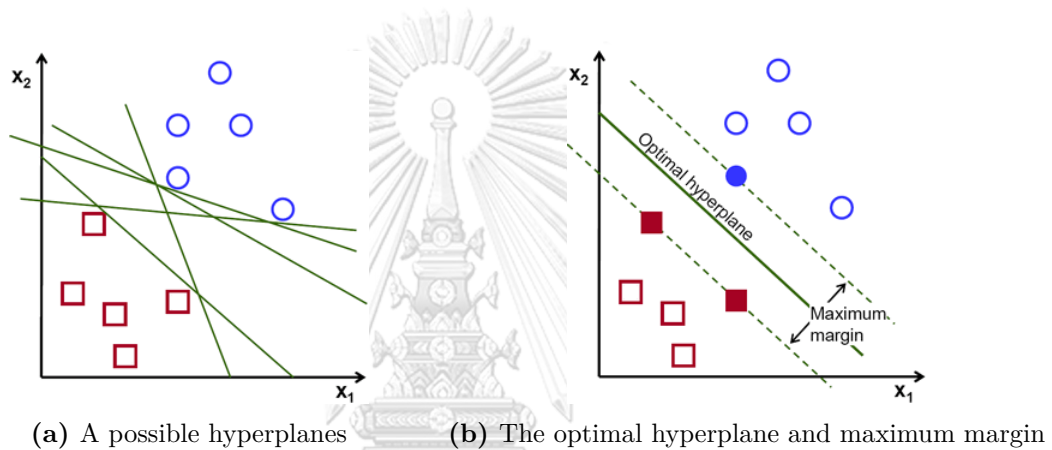 x₂
x₁
(a) A possible hyperplanes
x₂
Optimal hyperplane
Maximum
margin
x₁
(b) The optimal hyperplane and maximum margin